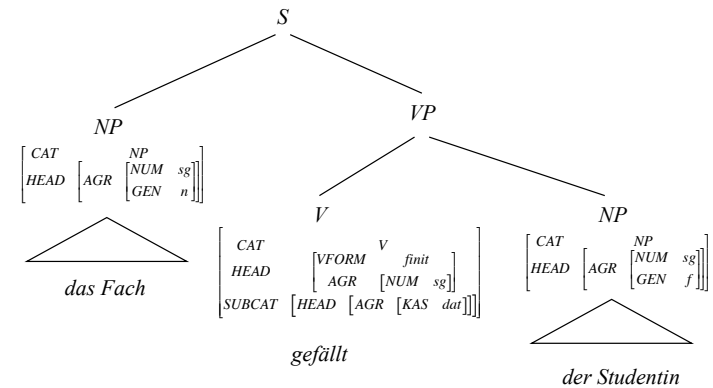 S
NP
VP
CAT NP
HEAD [AGR [NUM sg
GEN n]]
V
NP
das Fach
CAT V
HEAD [VFORM finit
AGR [NUM sg]]
SUBCAT [HEAD [AGR [KAS dat]]]
CAT NP
HEAD [AGR [NUM sg
GEN f]]
gefällt
der Studentin